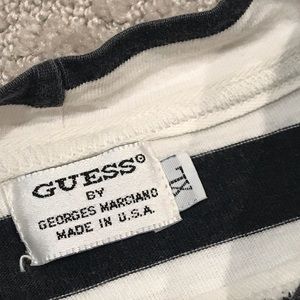 GUESS®
BY
GEORGES MARCIANO
MADE IN U.S.A.
XL